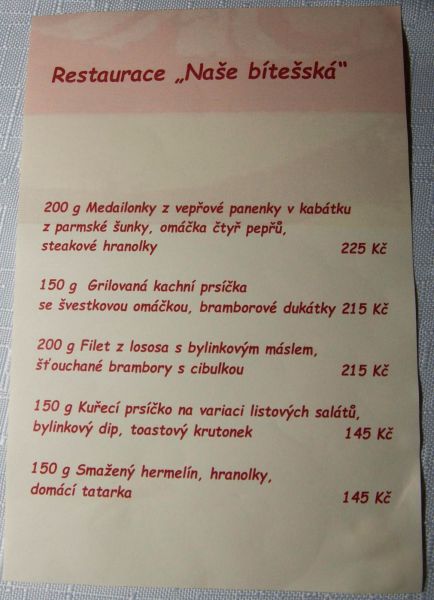 Restaurace „Naše bítešská“
200 g Medailonky z vepřové panenky v kabátku
z parmské šunky, omáčka čtyř pepřů,
steakové hranolky 225 Kč
150 g Grilovaná kachní prsíčka
se švestkovou omáčkou, bramborové dukátky 215 Kč
200 g Filet z lososa s bylinkovým máslem,
šťouchané brambory s cibulkou 215 Kč
150 g Kuřecí prsíčko na variaci listových salátů,
bylinkový dip, toastový krutonek 145 Kč
150 g Smažený hermelín, hranolky,
domácí tatarka 145 Kč